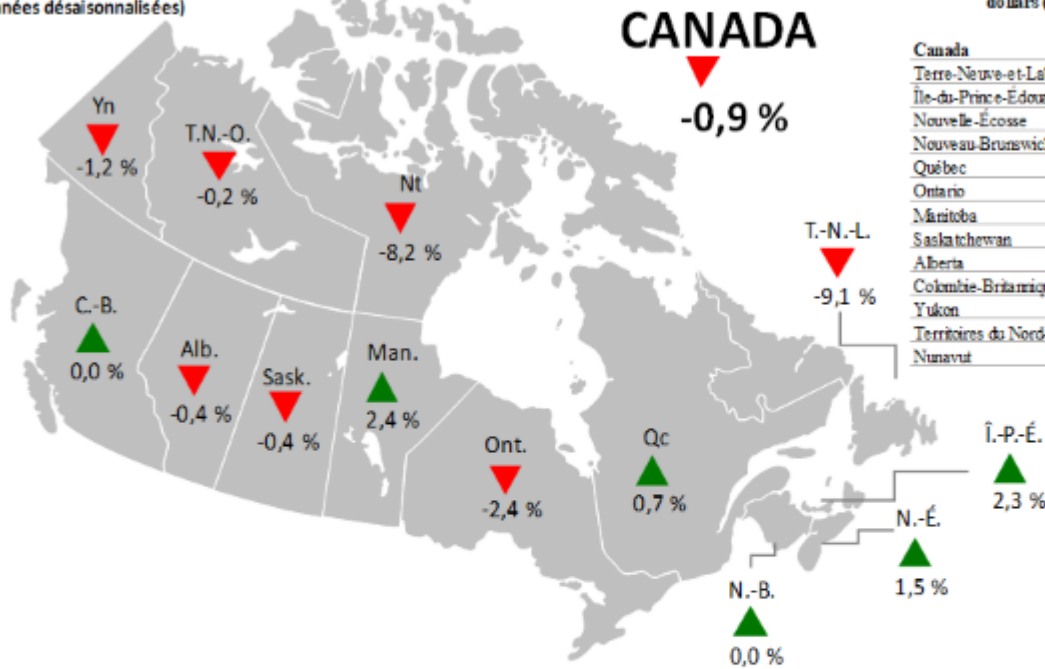 désaisonnalisées)
CANADA
-0,9 %
Canada
Terre-Neuve-et-La
Île-du-Prince-Édoua
Nouvelle-Écosse
Nouveau-Brunswic
Québec
Ontario
Manitoba
Saskatchewan
Alberta
Colombie-Britanniq
Yukon
Territoires du Nord
Nunavut
Yn
-1,2 %
T.N.-O.
-0,2 %
Nt
-8,2 %
T.-N.-L.
-9,1 %
C.-B.
0,0 %
Alb.
-0,4 %
Sask.
-0,4 %
Man.
2,4 %
Ont.
-2,4 %
Qc
0,7 %
Î.-P.-É.
2,3 %
N.-É.
1,5 %
N.-B.
0,0 %